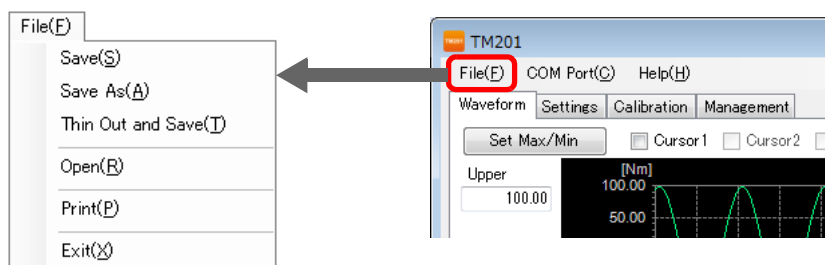 File(F)
Save(S)
Save As(A)
Thin Out and Save(T)
Open(R)
Print(P)
Exit(X)
TM201
File(F) COM Port(C) Help(H)
Waveform Settings Calibration Management
Set Max/Min Cursor1 Cursor2
Upper [Nm]
100.00 100.00
50.00